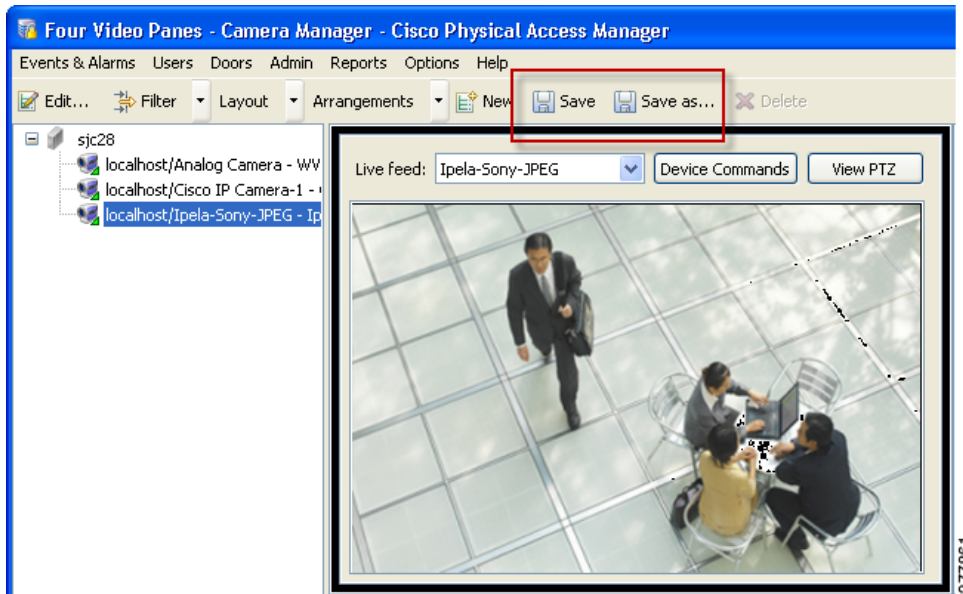 Four Video Panes - Camera Manager - Cisco Physical Access Manager
Events & Alarms Users Doors Admin Reports Options Help
Edit... Filter Layout Arrangements New Save Save as... Delete
sjc28
localhost/Analog Camera - WV
localhost/Cisco IP Camera-1 -
localhost/Ipela-Sony-JPEG - Ip
Live feed: Ipela-Sony-JPEG Device Commands View PTZ